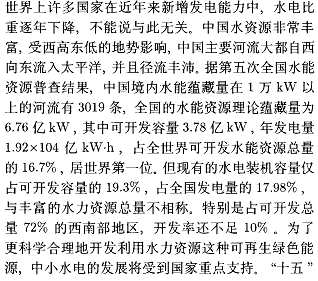 世界上许多国家在近年来新增发电能力中，水电比
重逐年下降，不能说与此无关。中国水资源非常丰
富，受西高东低的地势影响，中国主要河流大都自西
向东流入太平洋，并且径流丰沛。据第五次全国水能
资源普查结果，中国境内水能蕴藏量在 1 万 kW 以
上的河流有 3019 条，全国的水能资源理论蕴藏量为
6.76 亿 kW，其中可开发容量 3.78 亿 kW，年发电量
1.92×104 亿 kW·h，占全世界可开发水能资源总量
的 16.7%，居世界第一位。但现有的水电装机容量仅
占可开发容量的 19.3%，占全国发电量的 17.98%，
与丰富的水力资源总量不相称。特别是占可开发总
量 72% 的西南部地区，开发率还不足 10%。为了
更科学合理地开发利用水力资源这种可再生绿色能
源，中小水电的发展将受到国家重点支持。“十五”